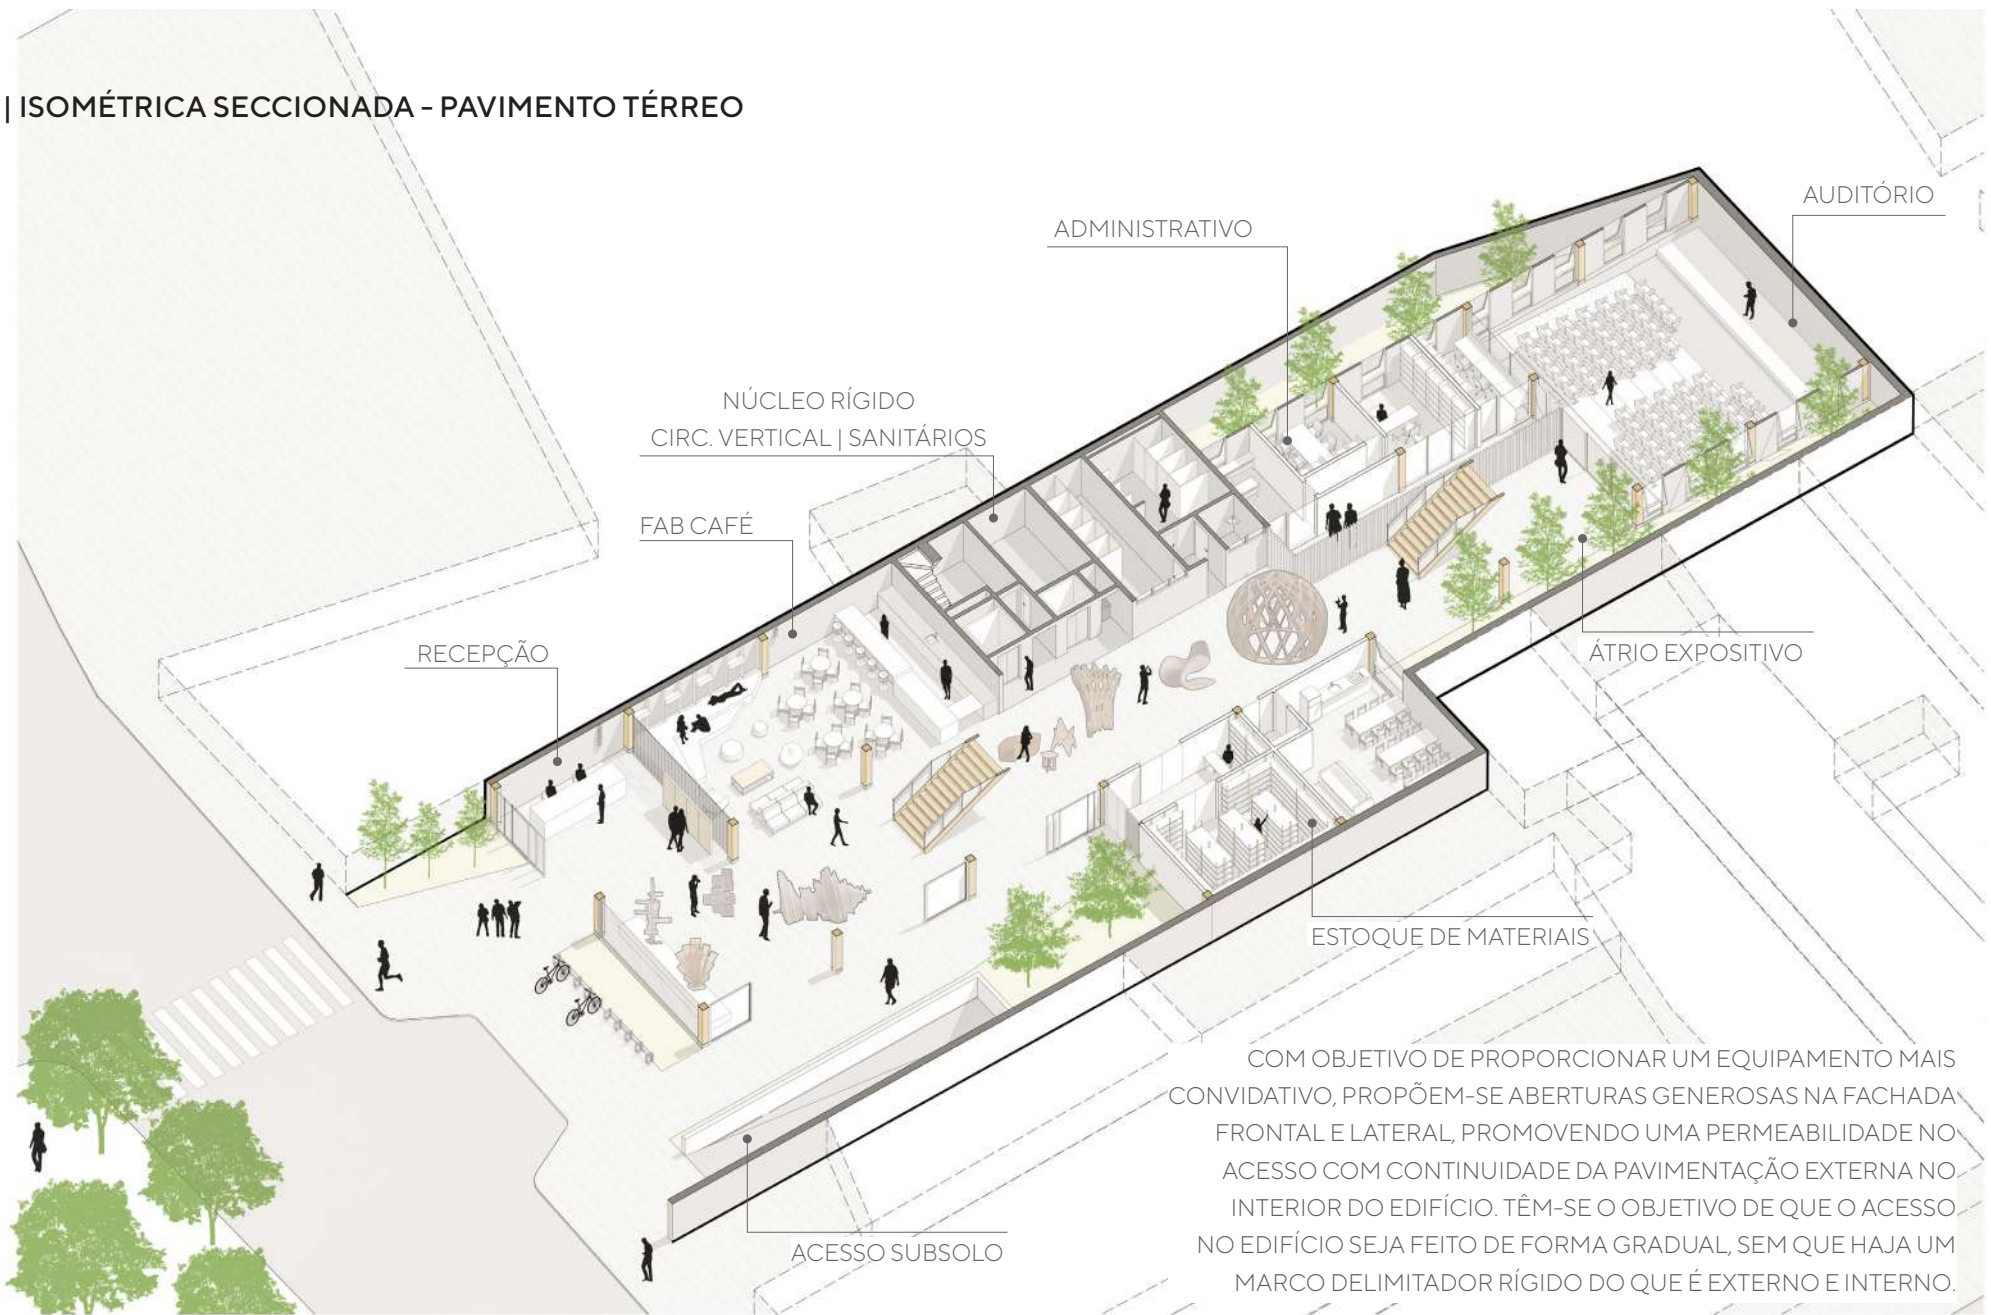 | ISOMÉTRICA SECCIONADA - PAVIMENTO TÉRREO
AUDITÓRIO
ADMINISTRATIVO
NÚCLEO RÍGIDO
CIRC. VERTICAL | SANITÁRIOS
FAB CAFÉ
RECEPÇÃO
ÁTRIO EXPOSITIVO
ESTOQUE DE MATERIAIS
ACESSO SUBSOLO
COM OBJETIVO DE PROPORCIONAR UM EQUIPAMENTO MAIS
CONVIDATIVO, PROPÕEM-SE ABERTURAS GENEROSAS NA FACHADA
FRONTAL E LATERAL, PROMOVENDO UMA PERMEABILIDADE NO
ACESSO COM CONTINUIDADE DA PAVIMENTAÇÃO EXTERNA NO
INTERIOR DO EDIFÍCIO. TÊM-SE O OBJETIVO DE QUE O ACESSO
NO EDIFÍCIO SEJA FEITO DE FORMA GRADUAL, SEM QUE HAJA UM
MARCO DELIMITADOR RÍGIDO DO QUE É EXTERNO E INTERNO.